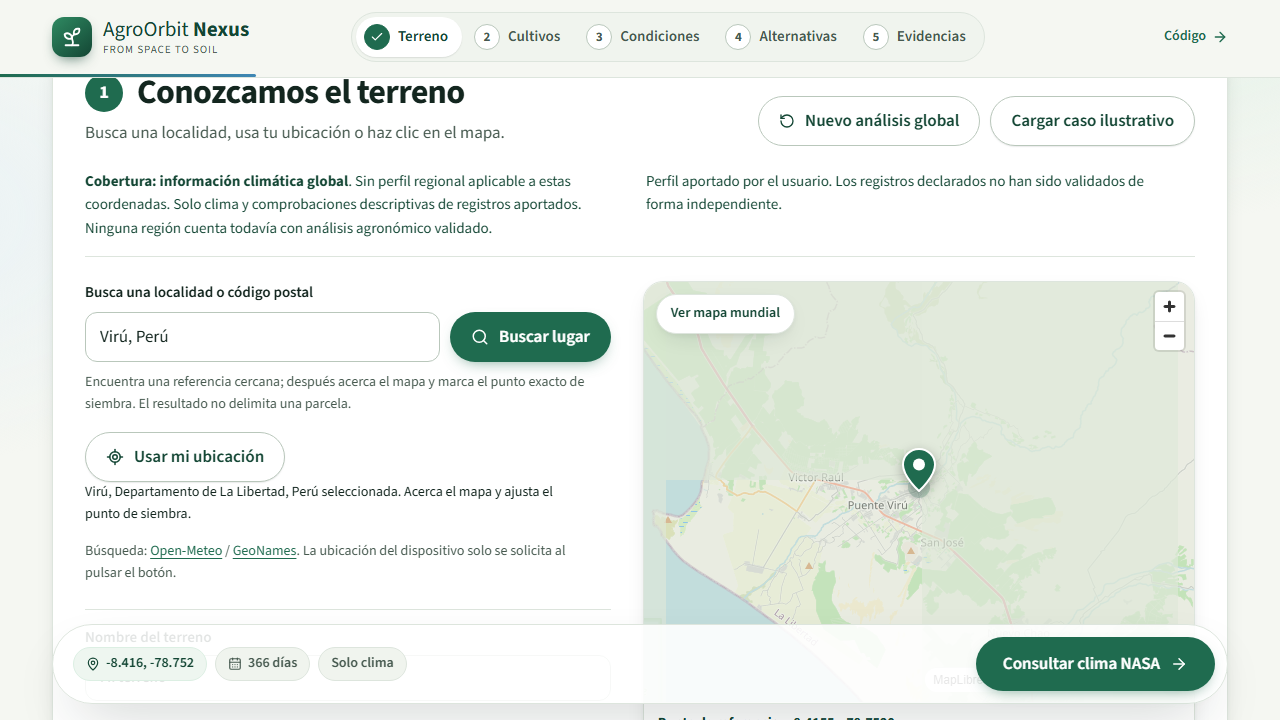 AgroOrbit Nexus
FROM SPACE TO SOIL
Terreno
2 Cultivos
3 Condiciones
4 Alternativas
5 Evidencias
Código
1 Conozcamos el terreno
Busca una localidad, usa tu ubicación o haz clic en el mapa.
Nuevo análisis global
Cargar caso ilustrativo
Cobertura: información climática global. Sin perfil regional aplicable a estas
coordenadas. Solo clima y comprobaciones descriptivas de registros aportados.
Ninguna región cuenta todavía con análisis agronómico validado.
Perfil aportado por el usuario. Los registros declarados no han sido validados de
forma independiente.
Busca una localidad o código postal
Virú, Perú
Buscar lugar
Encuentra una referencia cercana; después acerca el mapa y marca el punto exacto de
siembra. El resultado no delimita una parcela.
Usar mi ubicación
Virú, Departamento de La Libertad, Perú seleccionada. Acerca el mapa y ajusta el
punto de siembra.
Búsqueda: Open-Meteo / GeoNames. La ubicación del dispositivo solo se solicita al
pulsar el botón.
Nombre del terreno
Ver mapa mundial
+
−
Víctor Raúl
Puente Virú
San José
La Li
MapLibre
-8.416, -78.752
366 días
Solo clima
Consultar clima NASA